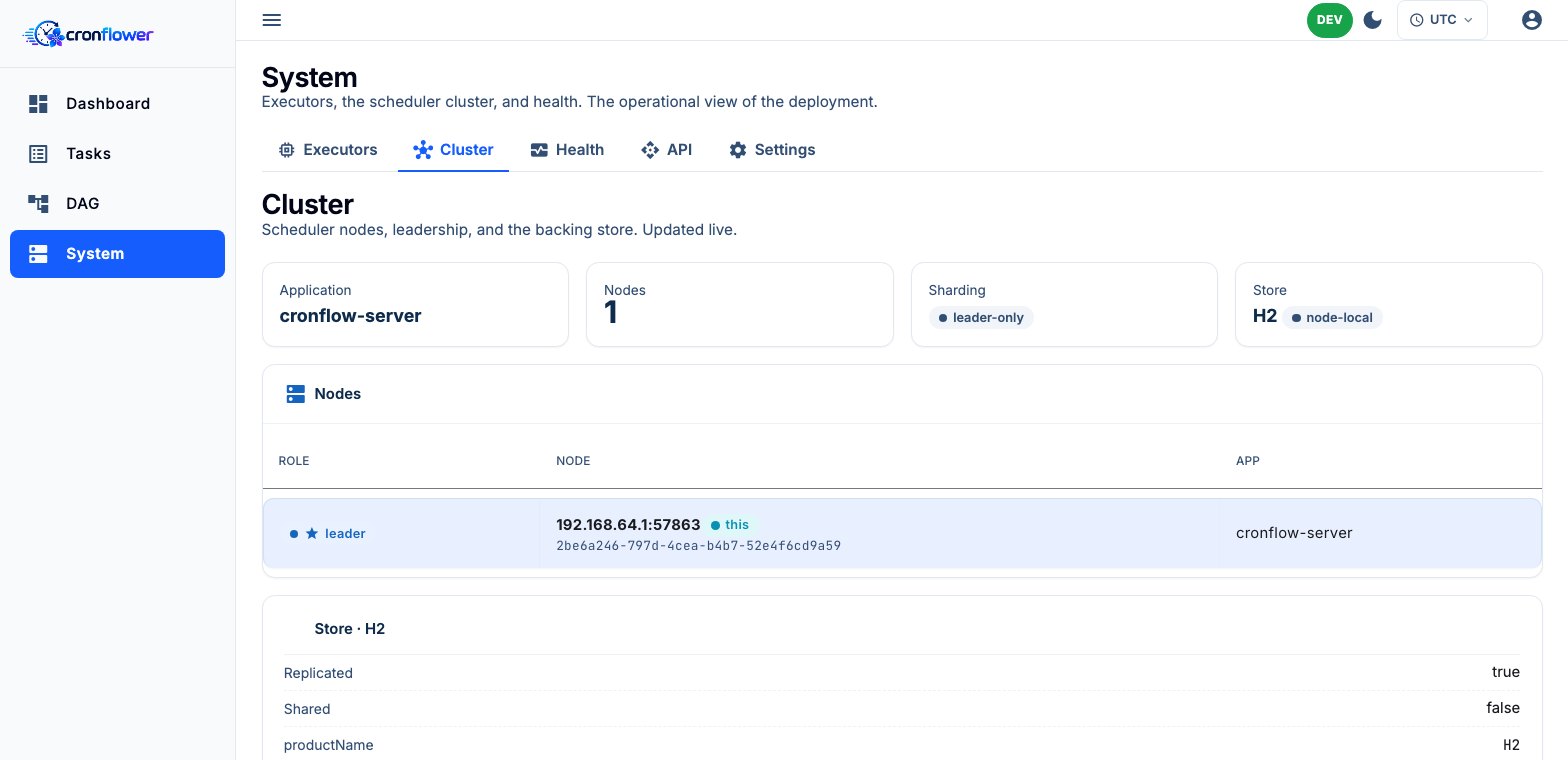 cronflower
DEV
UTC
Dashboard
Tasks
DAG
System
System
Executors, the scheduler cluster, and health. The operational view of the deployment.
Executors
Cluster
Health
API
Settings
Cluster
Scheduler nodes, leadership, and the backing store. Updated live.
Application
cronflow-server
Nodes
1
Sharding
leader-only
Store
H2 node-local
Nodes
ROLE NODE APP
leader
192.168.64.1:57863 this
2be6a246-797d-4cea-b4b7-52e4f6cd9a59
cronflow-server
Store · H2
Replicated true
Shared false
productName H2